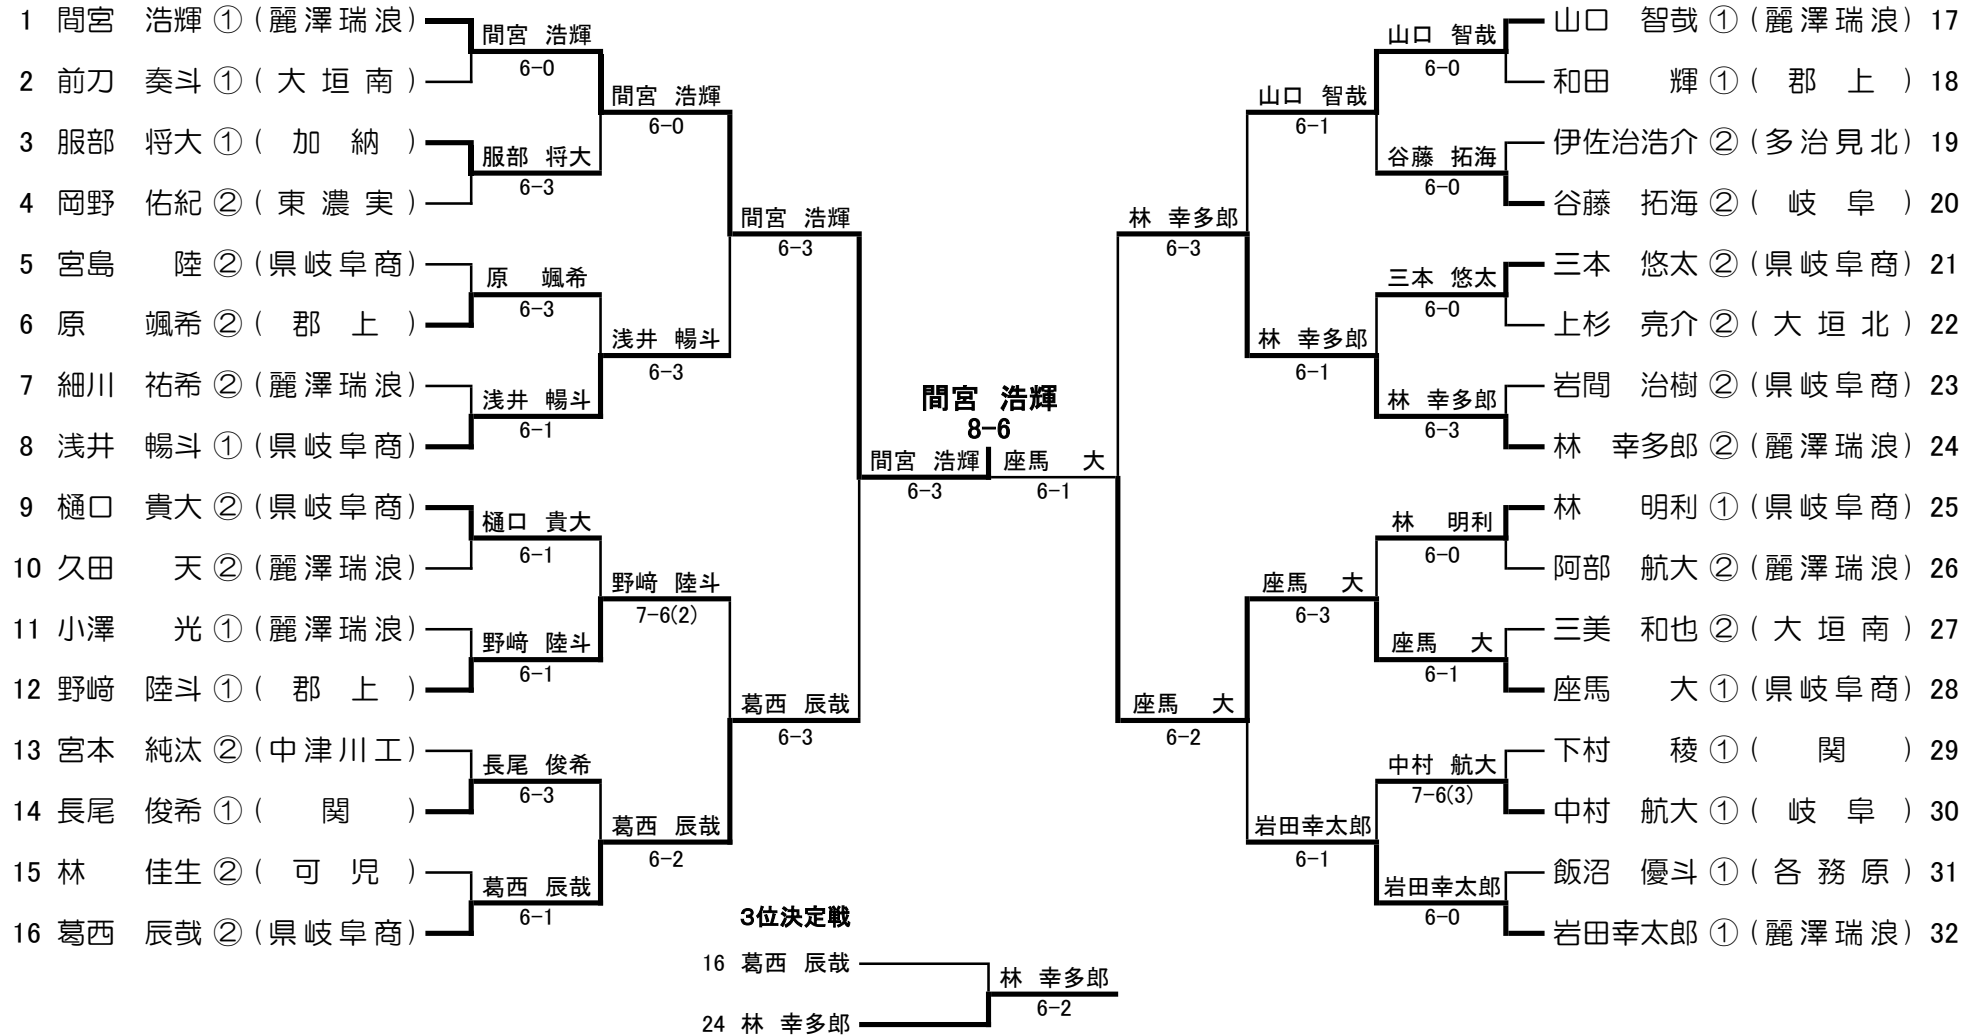 1 間宮 浩輝 ① (麗澤瑞浪)
2 前刀 奏斗 ① (大垣南)
3 服部 将大 ① (加納)
4 岡野 佑紀 ② (東濃実)
5 宮島 陸 ② (県岐阜商)
6 原 颯希 ② (郡上)
7 細川 祐希 ② (麗澤瑞浪)
8 浅井 暢斗 ① (県岐阜商)
9 樋口 貴大 ② (県岐阜商)
10 久田 天 ② (麗澤瑞浪)
11 小澤 光 ① (麗澤瑞浪)
12 野﨑 陸斗 ① (郡上)
13 宮本 純汰 ② (中津川工)
14 長尾 俊希 ① (関)
15 林 佳生 ② (可児)
16 葛西 辰哉 ② (県岐阜商)
間宮 浩輝
6-0
服部 将大
6-3
原 颯希
6-3
浅井 暢斗
6-1
樋口 貴大
6-1
野﨑 陸斗
6-1
長尾 俊希
6-3
葛西 辰哉
6-1
間宮 浩輝
6-0
浅井 暢斗
6-3
野﨑 陸斗
7-6(2)
葛西 辰哉
6-2
間宮 浩輝
6-3
葛西 辰哉
6-3
間宮 浩輝
6-3
間宮 浩輝
8-6
座馬 大
6-1
林 幸多郎
6-3
座馬 大
6-2
山口 智哉
6-1
林 幸多郎
6-1
座馬 大
6-3
岩田幸太郎
6-1
山口 智哉
6-0
谷藤 拓海
6-0
三本 悠太
6-0
林 幸多郎
6-3
林 明利
6-0
座馬 大
6-1
中村 航大
7-6(3)
岩田幸太郎
6-0
山口 智哉 ① (麗澤瑞浪) 17
和田 輝 ① (郡上) 18
伊佐治浩介 ② (多治見北) 19
谷藤 拓海 ② (岐阜) 20
三本 悠太 ② (県岐阜商) 21
上杉 亮介 ② (大垣北) 22
岩間 治樹 ② (県岐阜商) 23
林 幸多郎 ② (麗澤瑞浪) 24
林 明利 ① (県岐阜商) 25
阿部 航大 ② (麗澤瑞浪) 26
三美 和也 ② (大垣南) 27
座馬 大 ① (県岐阜商) 28
下村 稜 ① (関) 29
中村 航大 ① (岐阜) 30
飯沼 優斗 ① (各務原) 31
岩田幸太郎 ① (麗澤瑞浪) 32
3位決定戦
16 葛西 辰哉
24 林 幸多郎
林 幸多郎
6-2